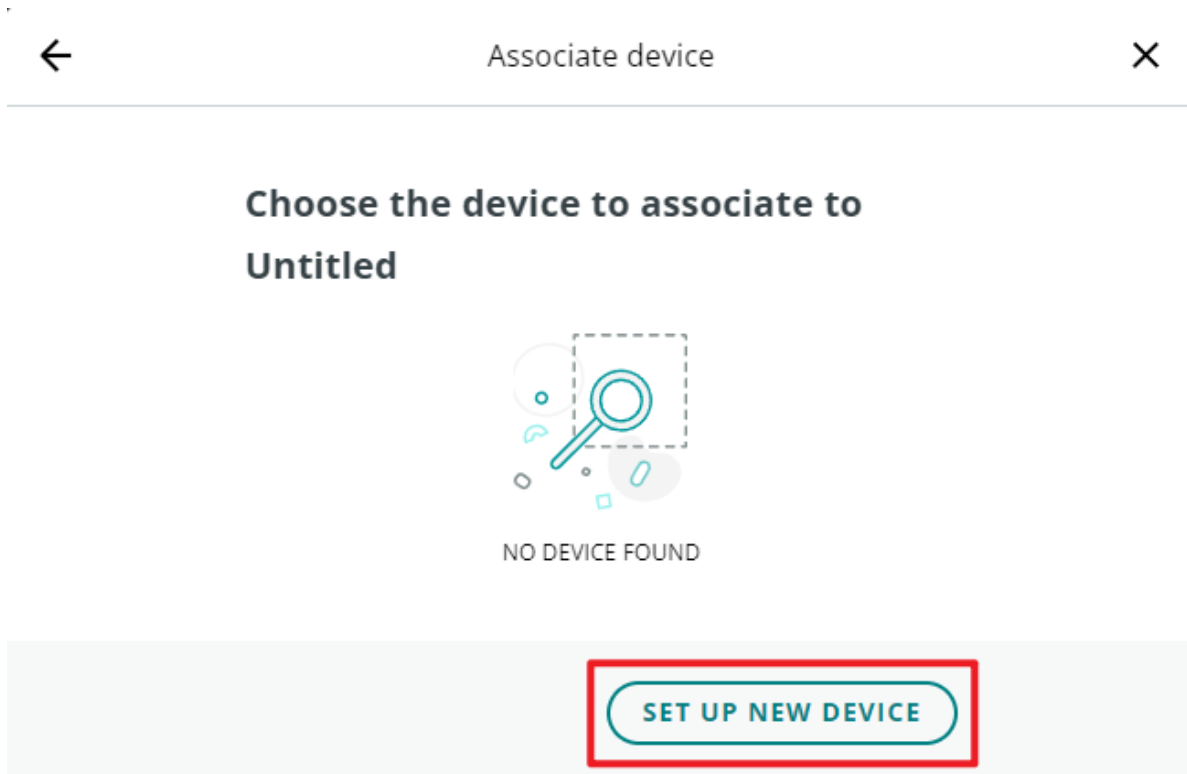 Associate device
Choose the device to associate to
Untitled
NO DEVICE FOUND
SET UP NEW DEVICE